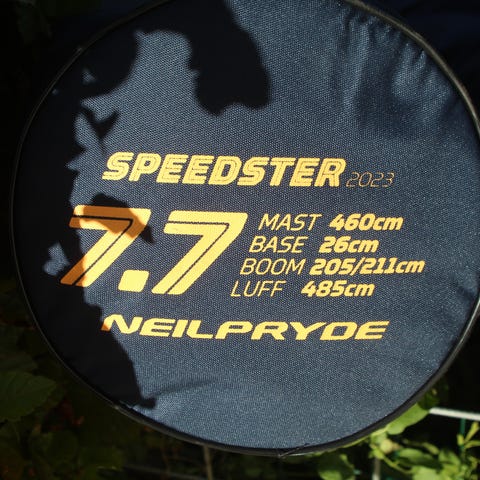 SPEEDSTER 2023
7.7
MAST 460cm
BASE 26cm
BOOM 205/211cm
LUFF 485cm
NEILPRYDE